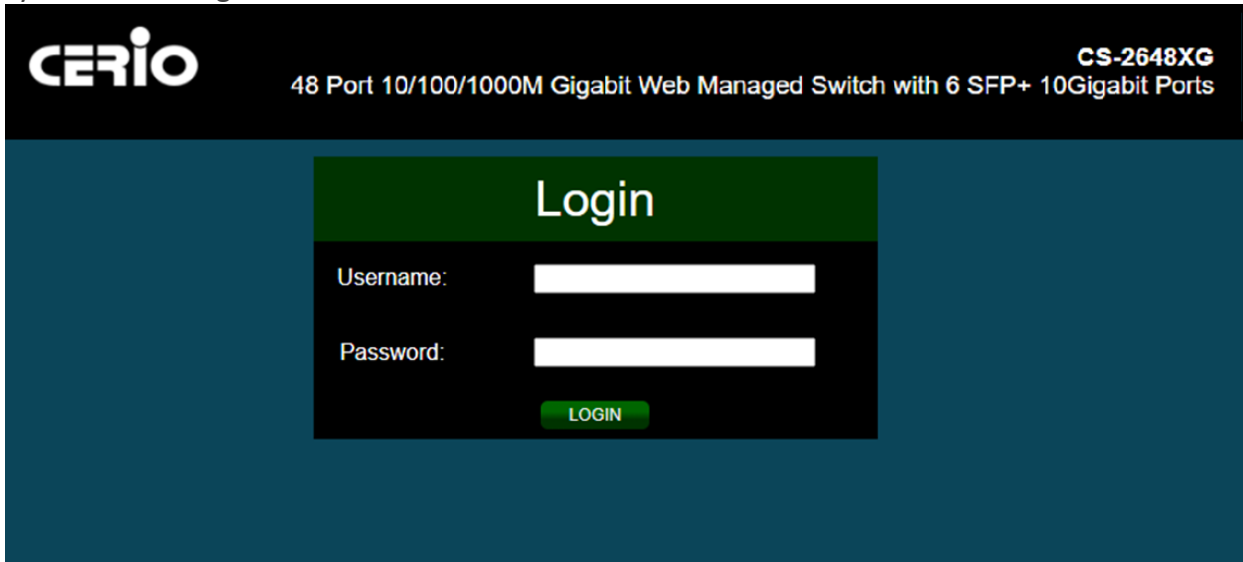 CERIO
CS-2648XG
48 Port 10/100/1000M Gigabit Web Managed Switch with 6 SFP+ 10Gigabit Ports
Login
Username:
Password:
LOGIN